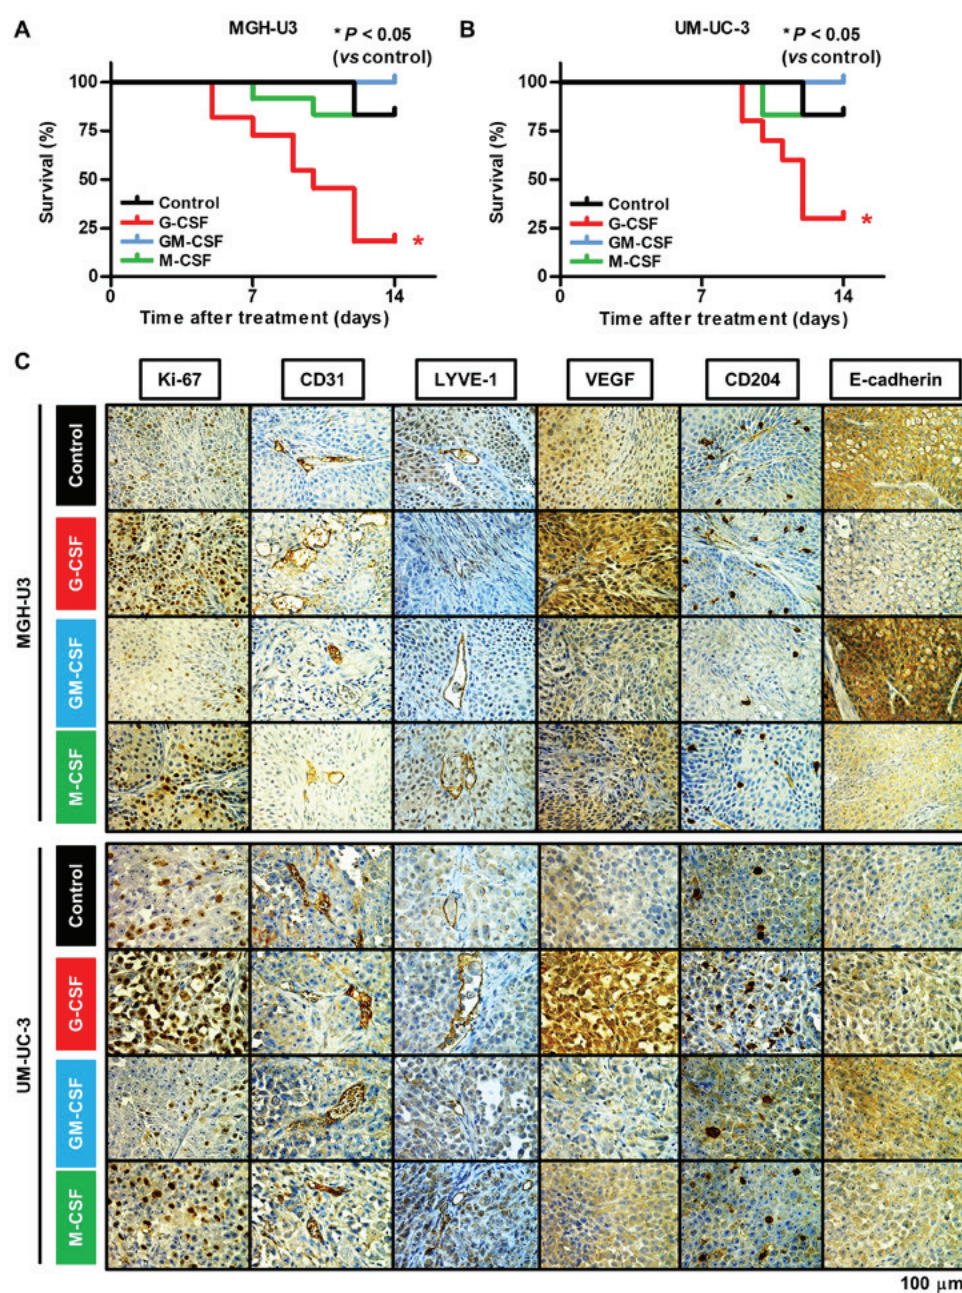 A
MGH-U3
* P < 0.05
(vs control)
Survival (%)
100
75
50
25
0
Control
G-CSF
GM-CSF
M-CSF
*
0
7
14
Time after treatment (days)
B
UM-UC-3
* P < 0.05
(vs control)
Survival (%)
100
75
50
25
0
Control
G-CSF
GM-CSF
M-CSF
*
0
7
14
Time after treatment (days)
C
Ki-67
CD31
LYVE-1
VEGF
CD204
E-cadherin
MGH-U3
Control
G-CSF
GM-CSF
M-CSF
UM-UC-3
Control
G-CSF
GM-CSF
M-CSF
100 μm